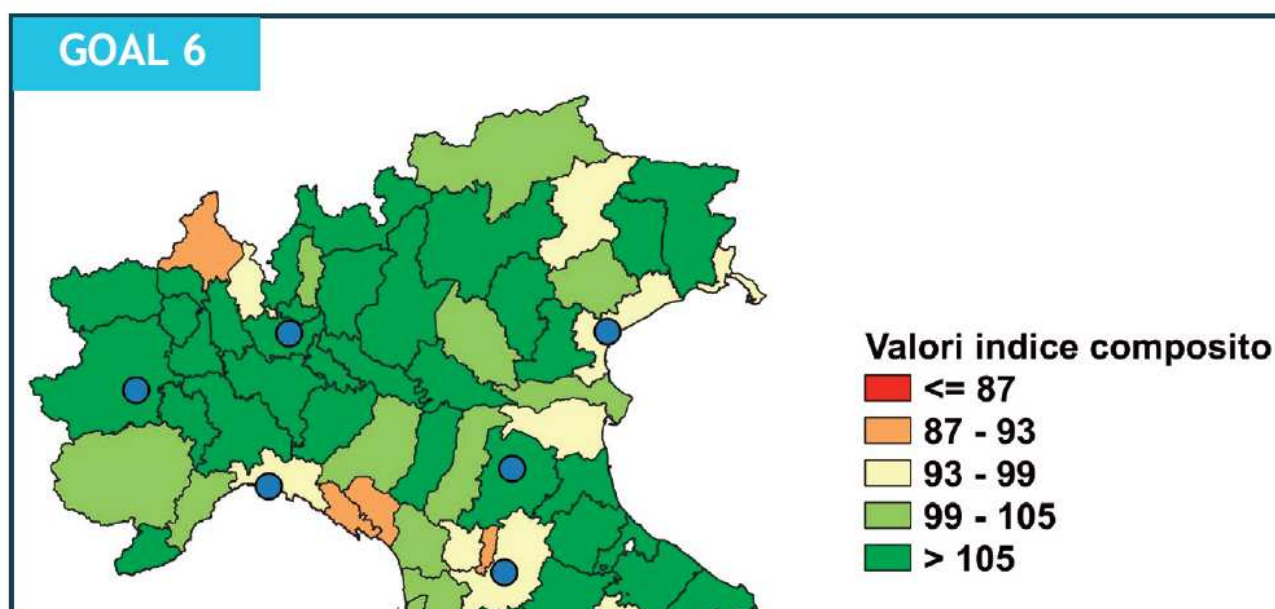 GOAL 6
Valori indice composito
<= 87
87 - 93
93 - 99
99 - 105
> 105